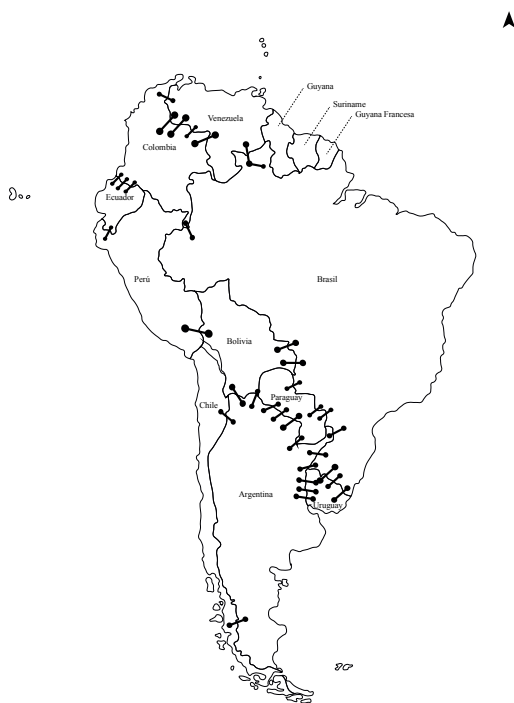 Guyana
Suriname
Guyana Francesa
Venezuela
Colombia
Ecuador
Perú
Brasil
Bolivia
Paraguay
Chile
Argentina
Uruguay